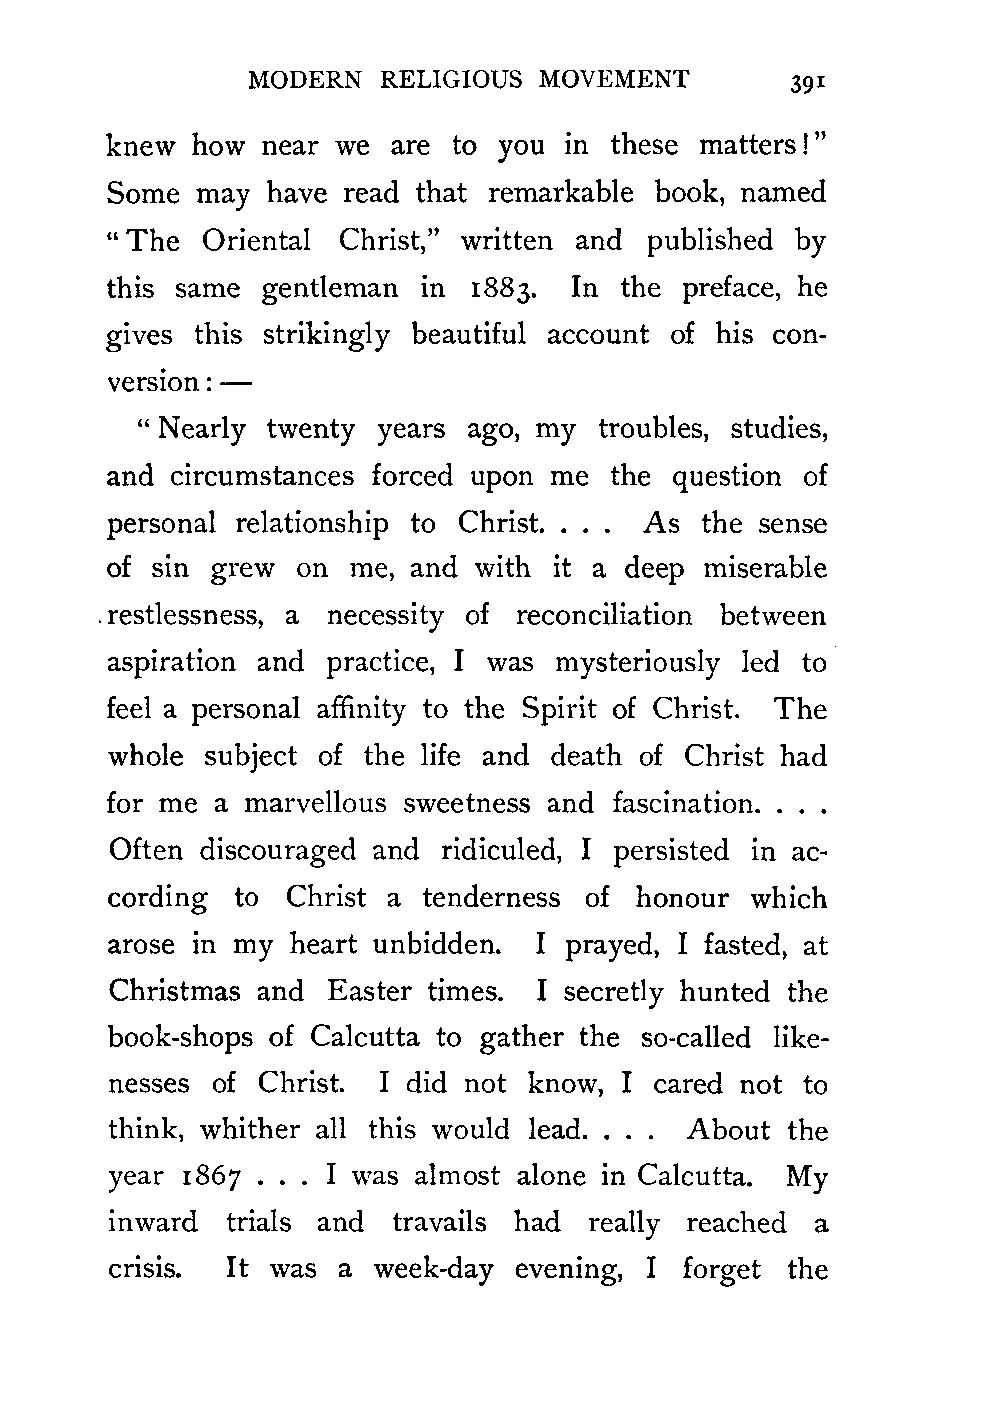 MODERN RELIGIOUS MOVEMENT 391
knew how near we are to you in these matters!"
Some may have read that remarkable book, named
"The Oriental Christ," written and published by
this same gentleman in 1883. In the preface, he
gives this strikingly beautiful account of his con-
version: —
"Nearly twenty years ago, my troubles, studies,
and circumstances forced upon me the question of
personal relationship to Christ. . . . As the sense
of sin grew on me, and with it a deep miserable
restlessness, a necessity of reconciliation between
aspiration and practice, I was mysteriously led to
feel a personal affinity to the Spirit of Christ. The
whole subject of the life and death of Christ had
for me a marvellous sweetness and fascination. . . .
Often discouraged and ridiculed, I persisted in ac-
cording to Christ a tenderness of honour which
arose in my heart unbidden. I prayed, I fasted, at
Christmas and Easter times. I secretly hunted the
book-shops of Calcutta to gather the so-called like-
nesses of Christ. I did not know, I cared not to
think, whither all this would lead. . . . About the
year 1867 . . . I was almost alone in Calcutta. My
inward trials and travails had really reached a
crisis. It was a week-day evening, I forget the